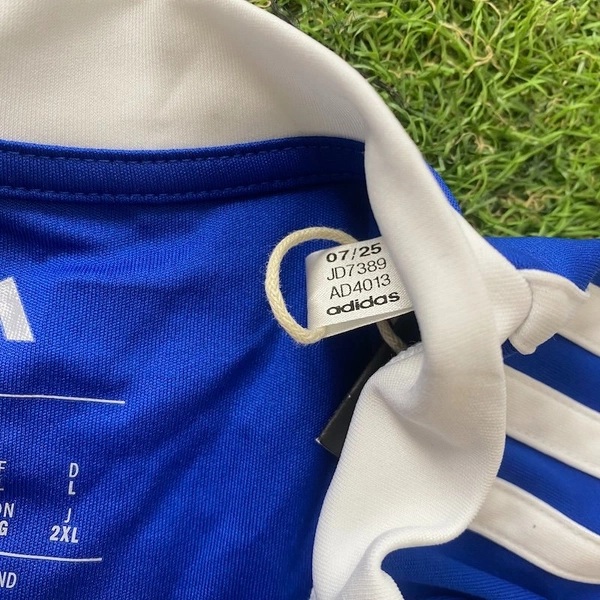 07/25
JD7389
AD4013
adidas
D
L
ON
J
G
2XL
ND